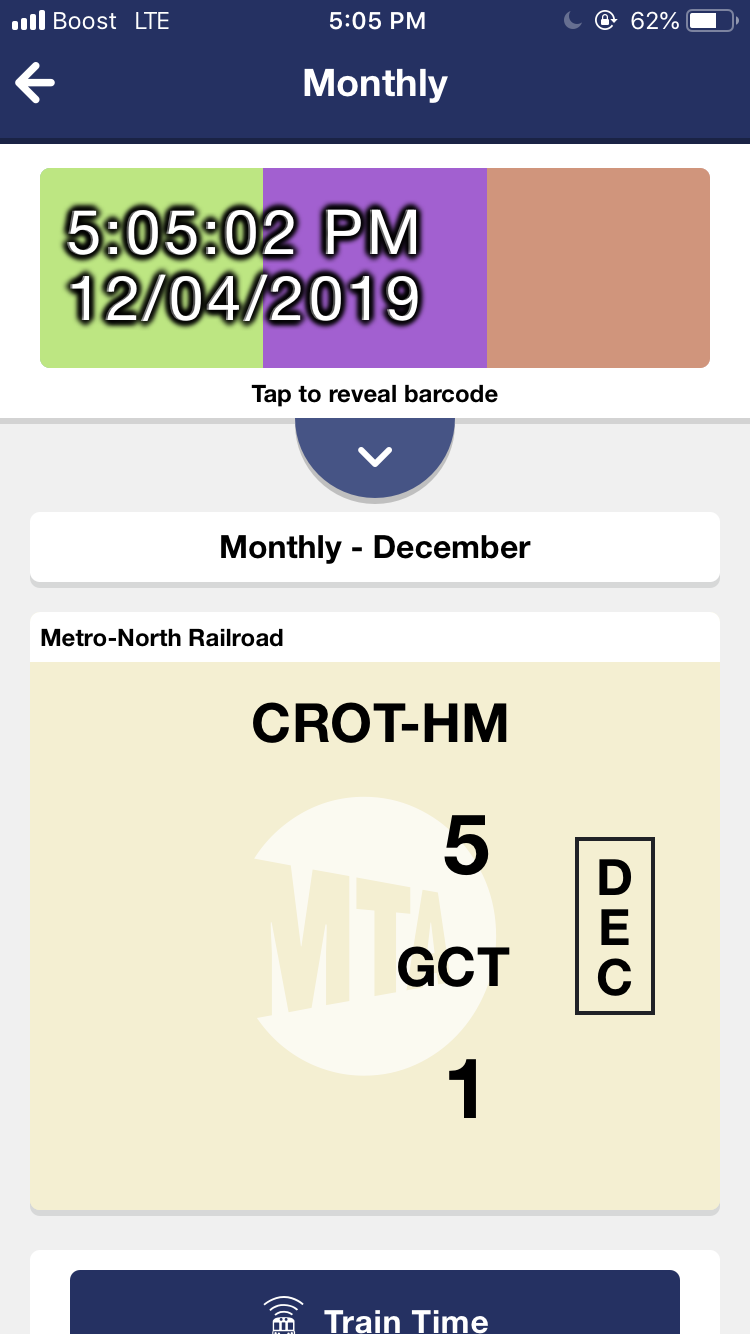 Boost LTE 5:05 PM 62%
Monthly
5:05:02 PM
12/04/2019
Tap to reveal barcode
Monthly - December
Metro-North Railroad
CROT-HM
5
MTA
GCT
1
D
E
C
Train Time